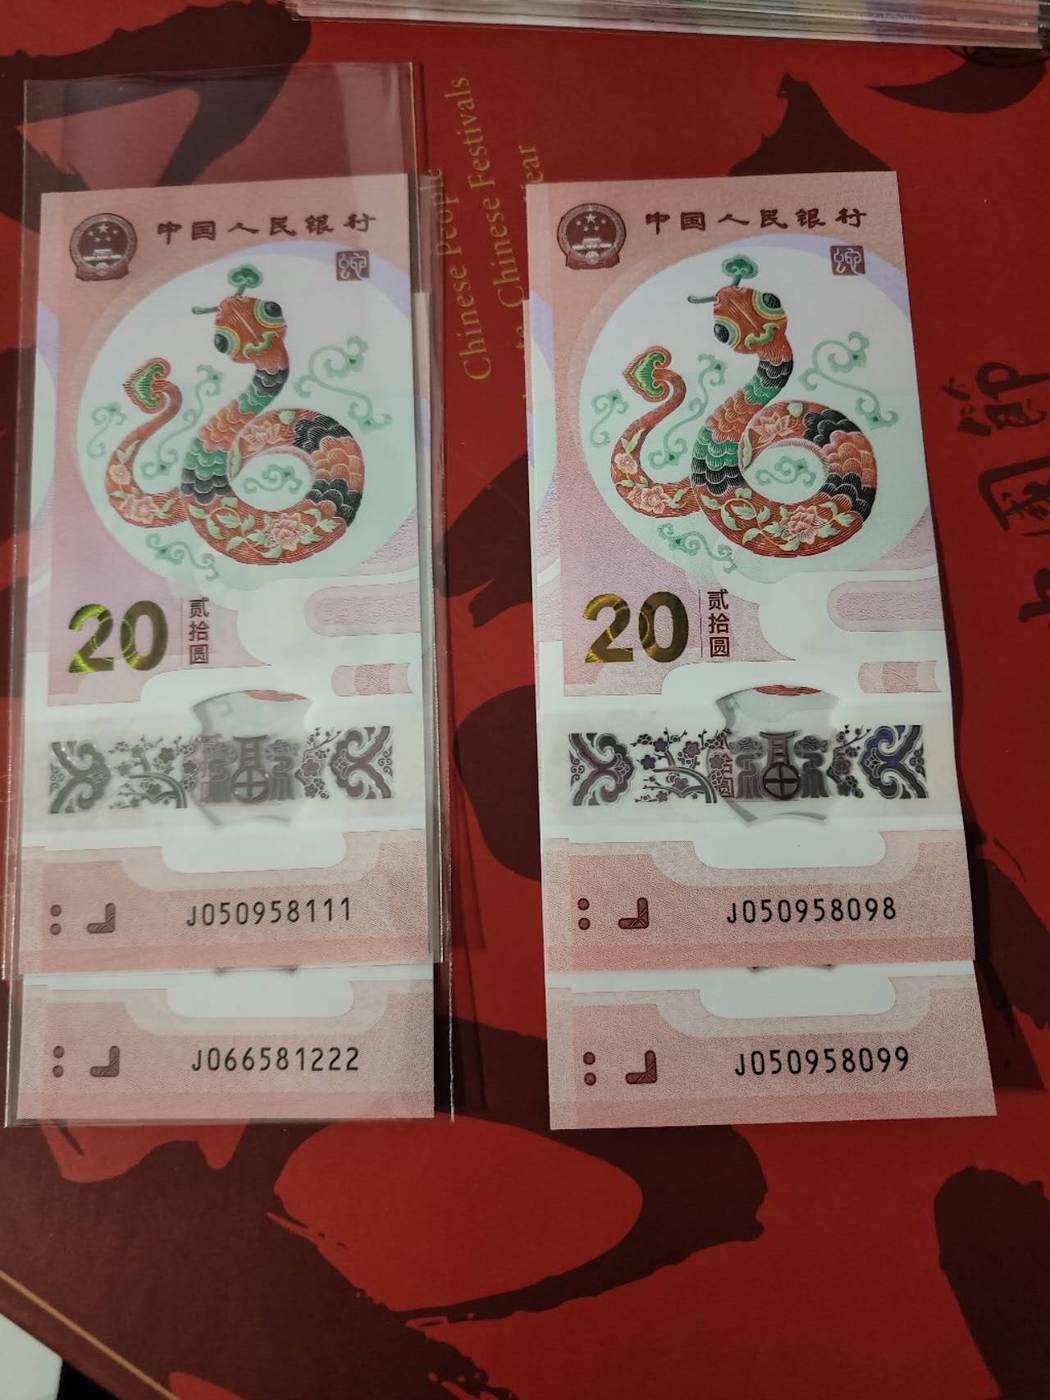 中国人民银行
20
贰拾圆
J050958111
J066581222
中国人民银行
20
贰拾圆
J050958098
J050958099
Chinese People
Chinese Festivals
Chinese